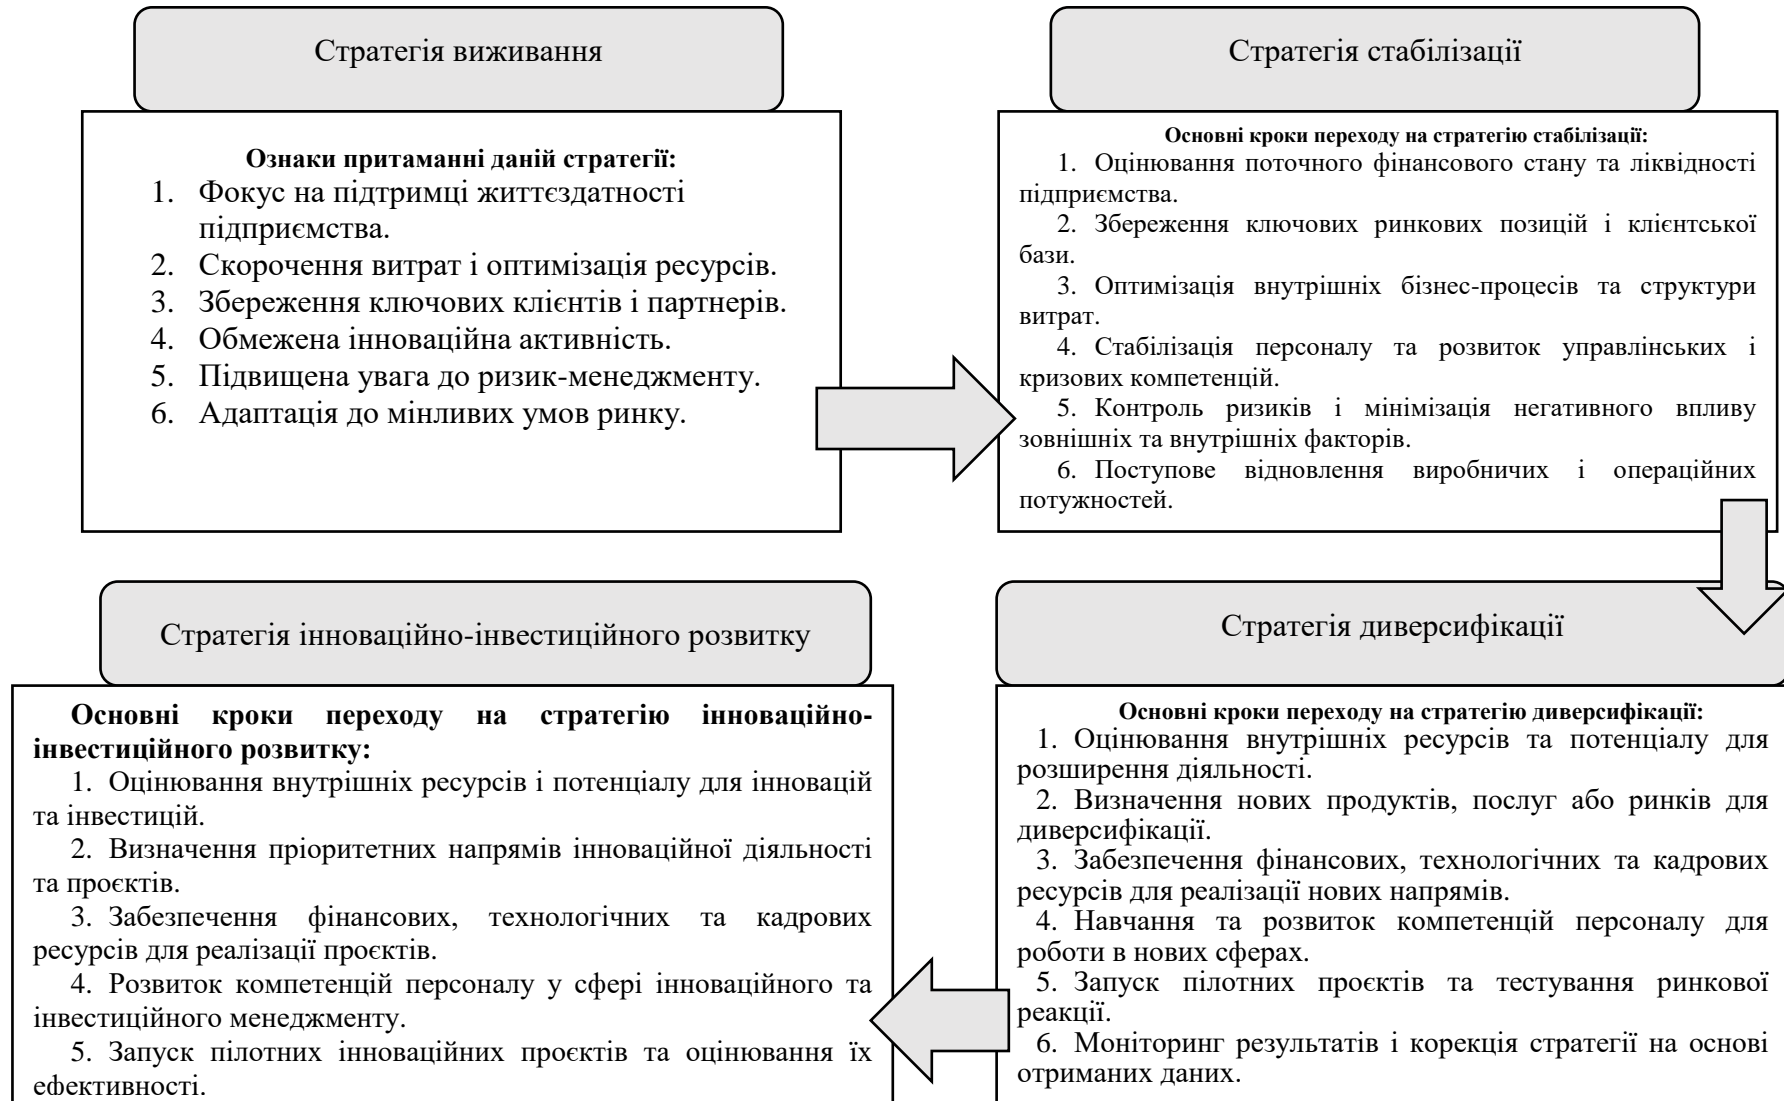 Стратегія виживання
Ознаки притаманні даній стратегії:
1. Фокус на підтримці життєздатності
підприємства.
2. Скорочення витрат і оптимізація ресурсів.
3. Збереження ключових клієнтів і партнерів.
4. Обмежена інноваційна активність.
5. Підвищена увага до ризик-менеджменту.
6. Адаптація до мінливих умов ринку.
Стратегія стабілізації
Основні кроки переходу на стратегію стабілізації:
1. Оцінювання поточного фінансового стану та ліквідності
підприємства.
2. Збереження ключових ринкових позицій і клієнтської
бази.
3. Оптимізація внутрішніх бізнес-процесів та структури
витрат.
4. Стабілізація персоналу та розвиток управлінських і
кризових компетенцій.
5. Контроль ризиків і мінімізація негативного впливу
зовнішніх та внутрішніх факторів.
6. Поступове відновлення виробничих і операційних
потужностей.
Стратегія диверсифікації
Основні кроки переходу на стратегію диверсифікації:
1. Оцінювання внутрішніх ресурсів та потенціалу для
розширення діяльності.
2. Визначення нових продуктів, послуг або ринків для
диверсифікації.
3. Забезпечення фінансових, технологічних та кадрових
ресурсів для реалізації нових напрямів.
4. Навчання та розвиток компетенцій персоналу для
роботи в нових сферах.
5. Запуск пілотних проєктів та тестування ринкової
реакції.
6. Моніторинг результатів і корекція стратегії на основі
отриманих даних.
Стратегія інноваційно-інвестиційного розвитку
Основні кроки переходу на стратегію інноваційно-
інвестиційного розвитку:
1. Оцінювання внутрішніх ресурсів і потенціалу для інновацій
та інвестицій.
2. Визначення пріоритетних напрямів інноваційної діяльності
та проєктів.
3. Забезпечення фінансових, технологічних та кадрових
ресурсів для реалізації проєктів.
4. Розвиток компетенцій персоналу у сфері інноваційного та
інвестиційного менеджменту.
5. Запуск пілотних інноваційних проєктів та оцінювання їх
ефективності.